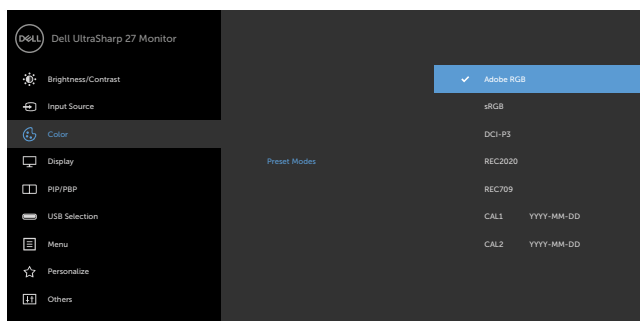 DELL Dell UltraSharp 27 Monitor
Brightness/Contrast
Adobe RGB
Input Source
sRGB
Color
DCI-P3
Display
Preset Modes
REC2020
PIP/PBP
REC709
USB Selection
CAL1 YYYY-MM-DD
Menu
CAL2 YYYY-MM-DD
Personalize
Others